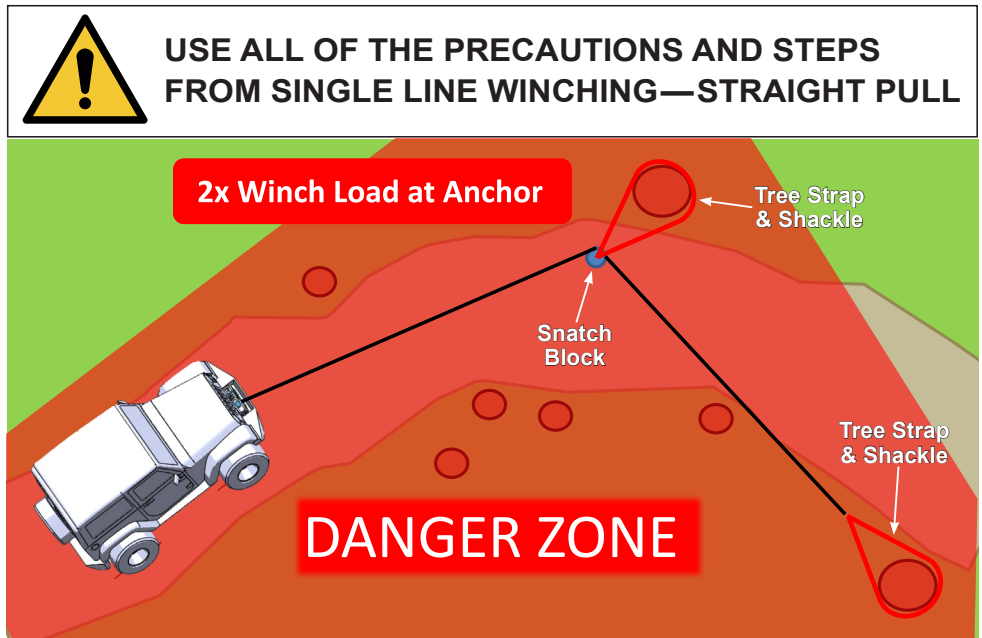 USE ALL OF THE PRECAUTIONS AND STEPS
FROM SINGLE LINE WINCHING—STRAIGHT PULL
2x Winch Load at Anchor
Tree Strap
& Shackle
Snatch
Block
Tree Strap
& Shackle
DANGER ZONE